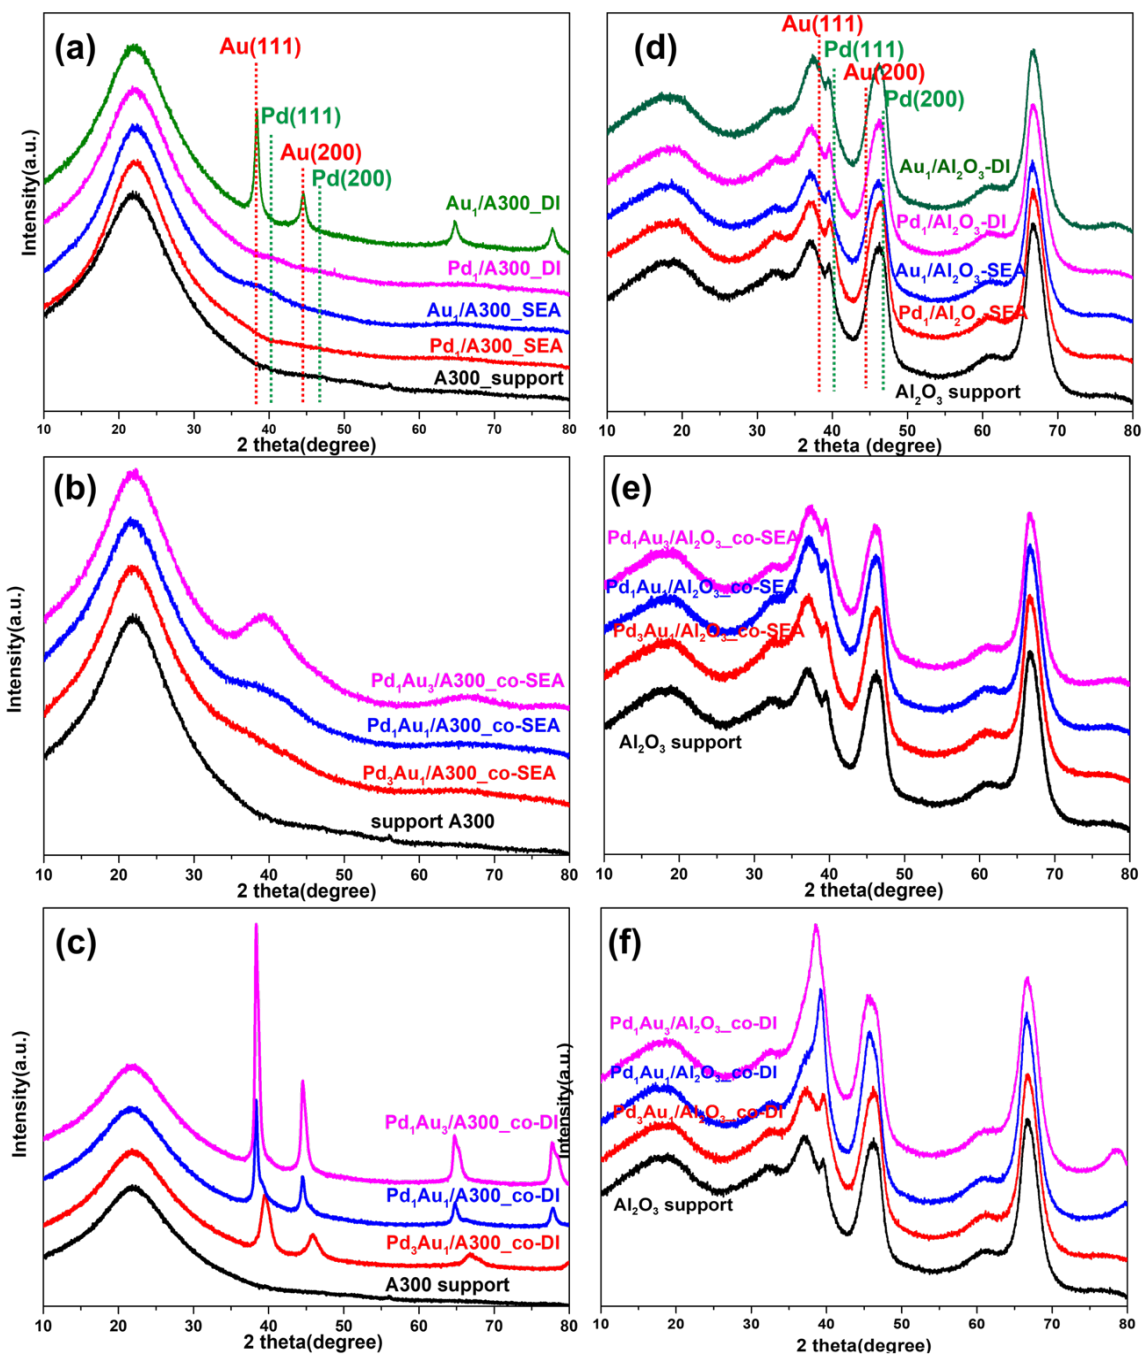 (a)
Au(111)
Pd(111)
Au(200)
Pd(200)
Au₁/A300_DI
Pd₁/A300_DI
Au₁/A300_SEA
Pd₁/A300_SEA
A300_support
Intensity(a.u.)
10 20 30 40 50 60 70 80
2 theta(degree)
(d)
Au(111)
Pd(111)
Au(200)
Pd(200)
Au₁/Al₂O₃-DI
Pd₁/Al₂O₃-DI
Au₁/Al₂O₃-SEA
Pd₁/Al₂O₃-SEA
Al₂O₃ support
10 20 30 40 50 60 70 80
2 theta (degree)
(b)
Pd₁Au₃/A300_co-SEA
Pd₁Au₁/A300_co-SEA
Pd₃Au₁/A300_co-SEA
support A300
Intensity(a.u.)
10 20 30 40 50 60 70 80
2 theta(degree)
(e)
Pd₁Au₃/Al₂O₃_co-SEA
Pd₁Au₁/Al₂O₃_co-SEA
Pd₃Au₁/Al₂O₃_co-SEA
Al₂O₃ support
10 20 30 40 50 60 70 80
2 theta(degree)
(c)
Pd₁Au₃/A300_co-DI
Pd₁Au₁/A300_co-DI
Pd₃Au₁/A300_co-DI
A300 support
Intensity(a.u.)
10 20 30 40 50 60 70 80
2 theta(degree)
(f)
Pd₁Au₃/Al₂O₃_co-DI
Pd₁Au₁/Al₂O₃_co-DI
Pd₃Au₁/Al₂O₃_co-DI
Al₂O₃ support
Intensity(a.u.)
10 20 30 40 50 60 70 80
2 theta(degree)